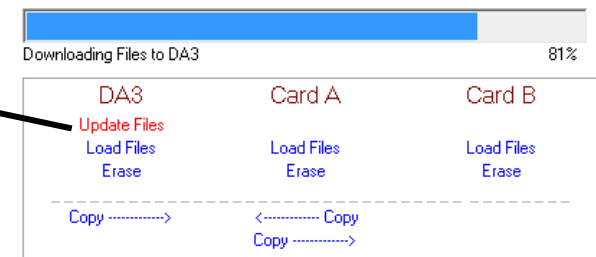 Downloading Files to DA3 81%
DA3 Card A Card B
Update Files
Load Files Load Files Load Files
Erase Erase Erase
Copy -------------> <------------ Copy
Copy ------------->